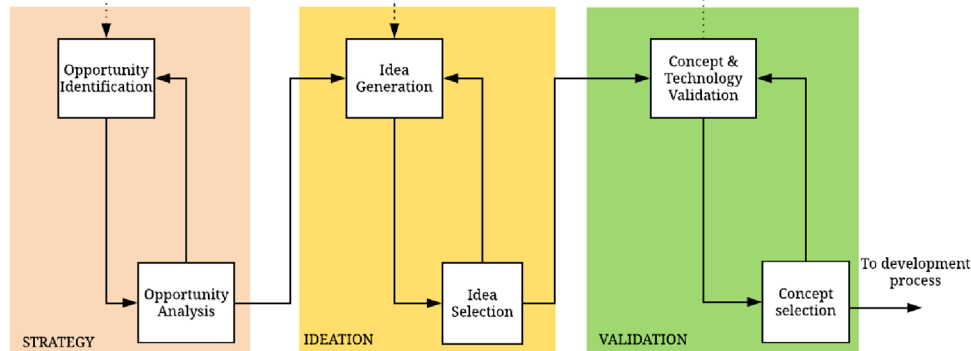 Opportunity
Identification
Opportunity
Analysis
STRATEGY
Idea
Generation
Idea
Selection
IDEATION
Concept &
Technology
Validation
Concept
selection
VALIDATION
To development
process